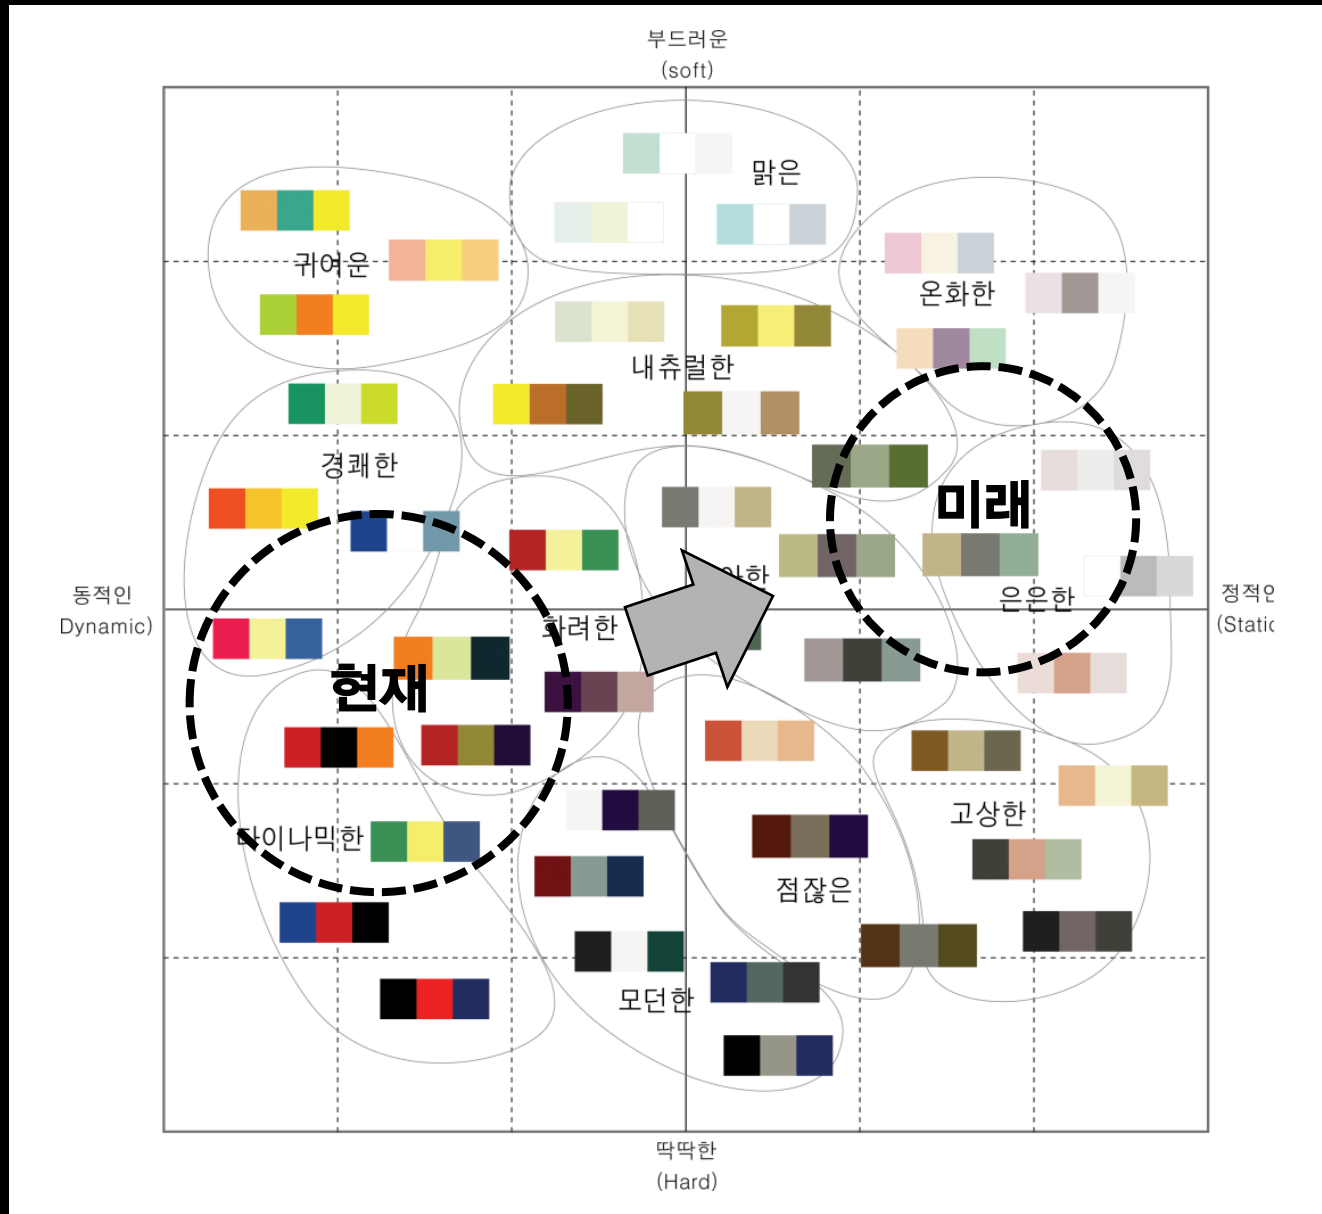 부드러운
(soft)
맑은
귀여운
온화한
내츄럴한
경쾌한
미래
동적인
Dynamic)
은은한
정적인
(Static
화려한
현재
다이나믹한
고상한
점잖은
모던한
딱딱한
(Hard)